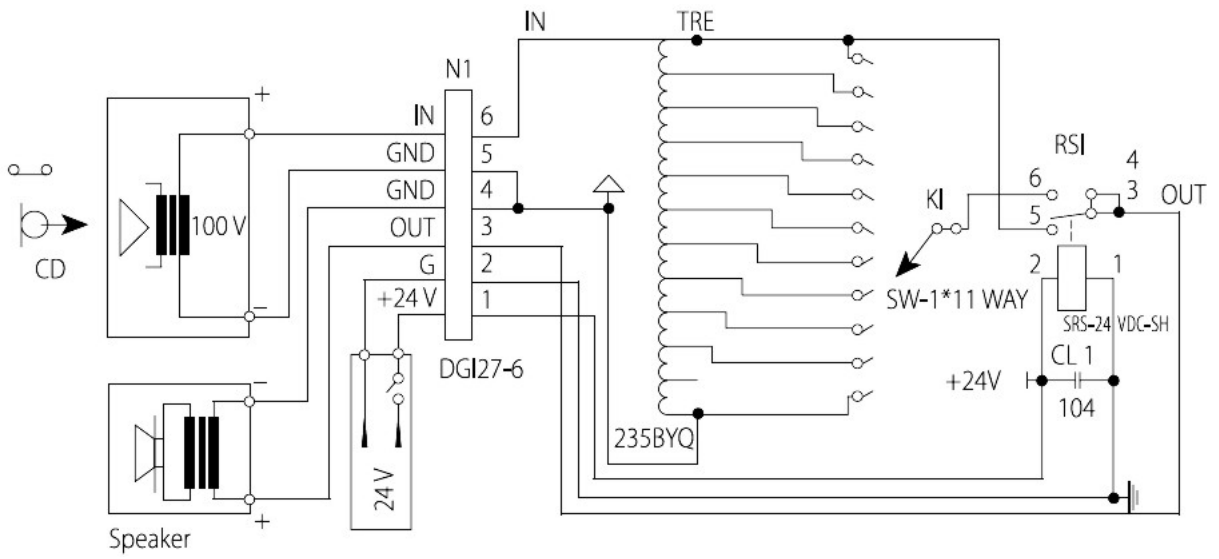 IN
TRE
N1
+
IN
6
GND
5
GND
4
OUT
3
G
2
+24 V
1
DGI27-6
100 V
CD
−
RSI
4
6
3
OUT
KI
5
2
1
SW-1*11 WAY
SRS-24 VDC-SH
CL 1
+24V
104
235BYQ
24 V
−
+
Speaker